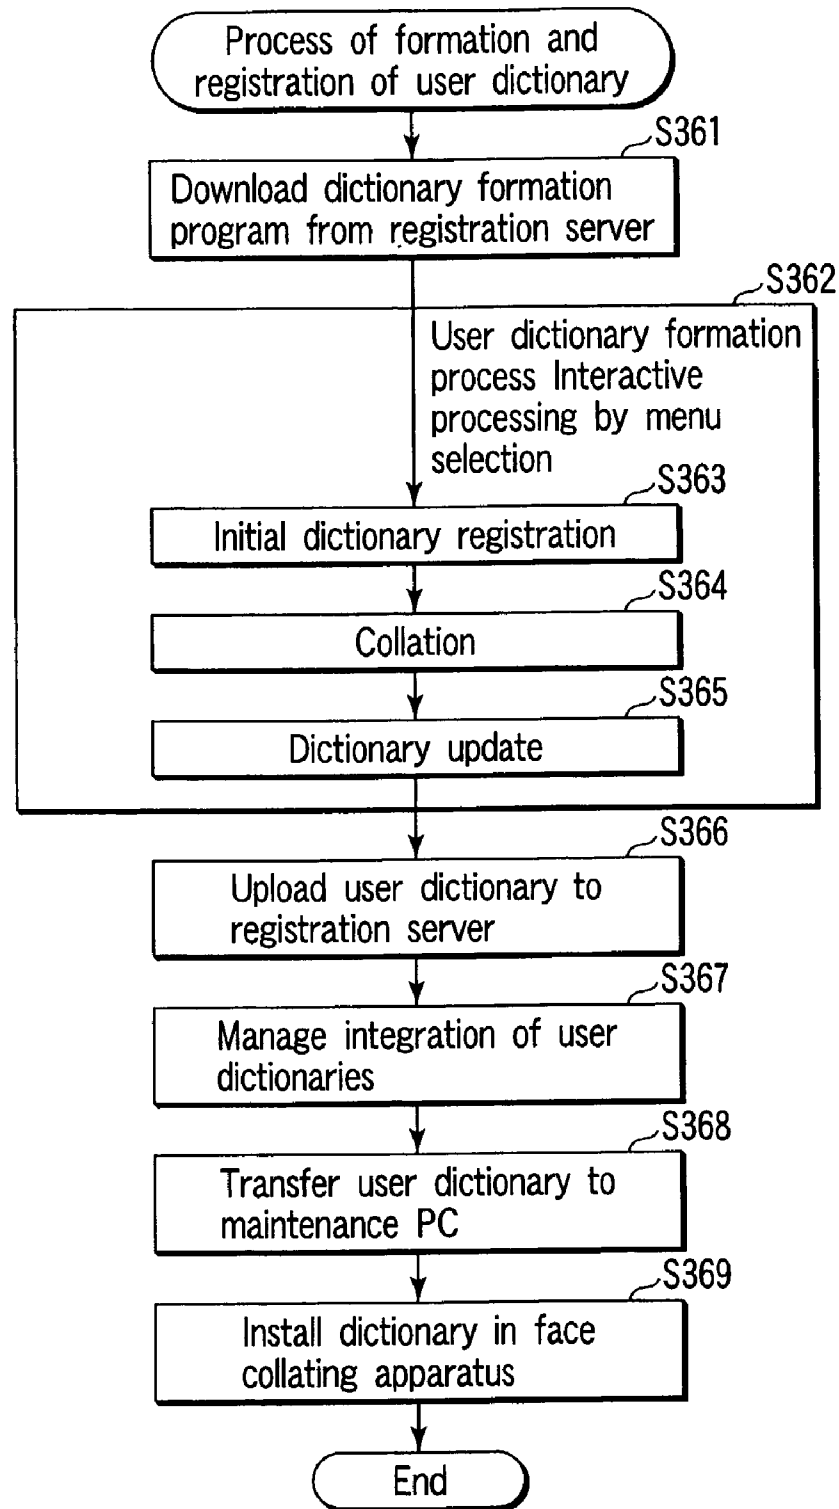 Process of formation and
registration of user dictionary
S361
Download dictionary formation
program from registration server
S362
User dictionary formation
process Interactive
processing by menu
selection
S363
Initial dictionary registration
S364
Collation
S365
Dictionary update
S366
Upload user dictionary to
registration server
S367
Manage integration of user
dictionaries
S368
Transfer user dictionary to
maintenance PC
S369
Install dictionary in face
collating apparatus
End